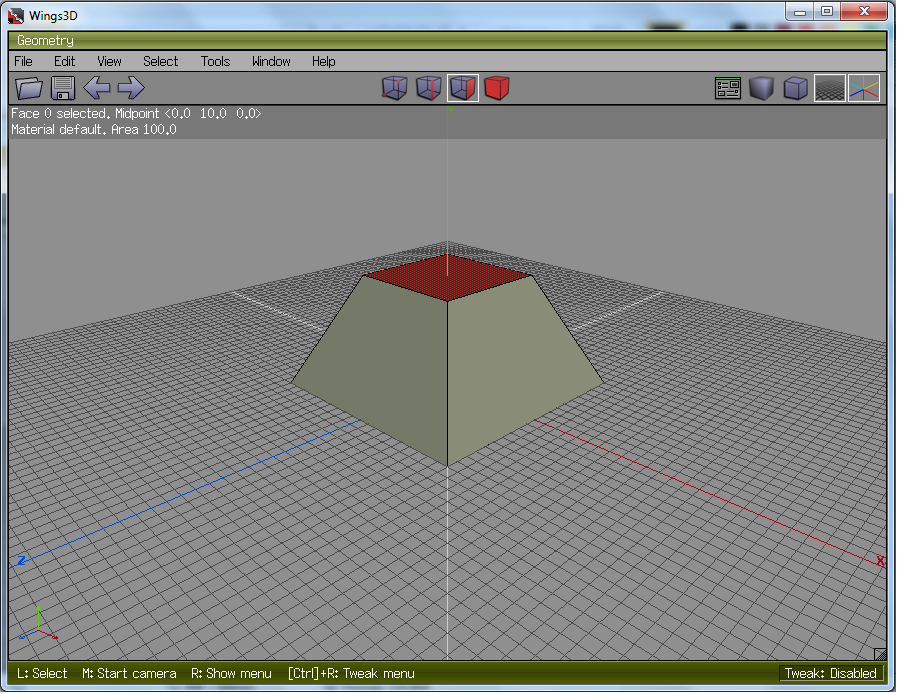 Wings3D
Geometry
File Edit View Select Tools Window Help
Face 0 selected. Midpoint <0.0 10.0 0.0>
Material default. Area 100.0
Z
X
L: Select M: Start camera R: Show menu [Ctrl]+R: Tweak menu Tweak: Disabled